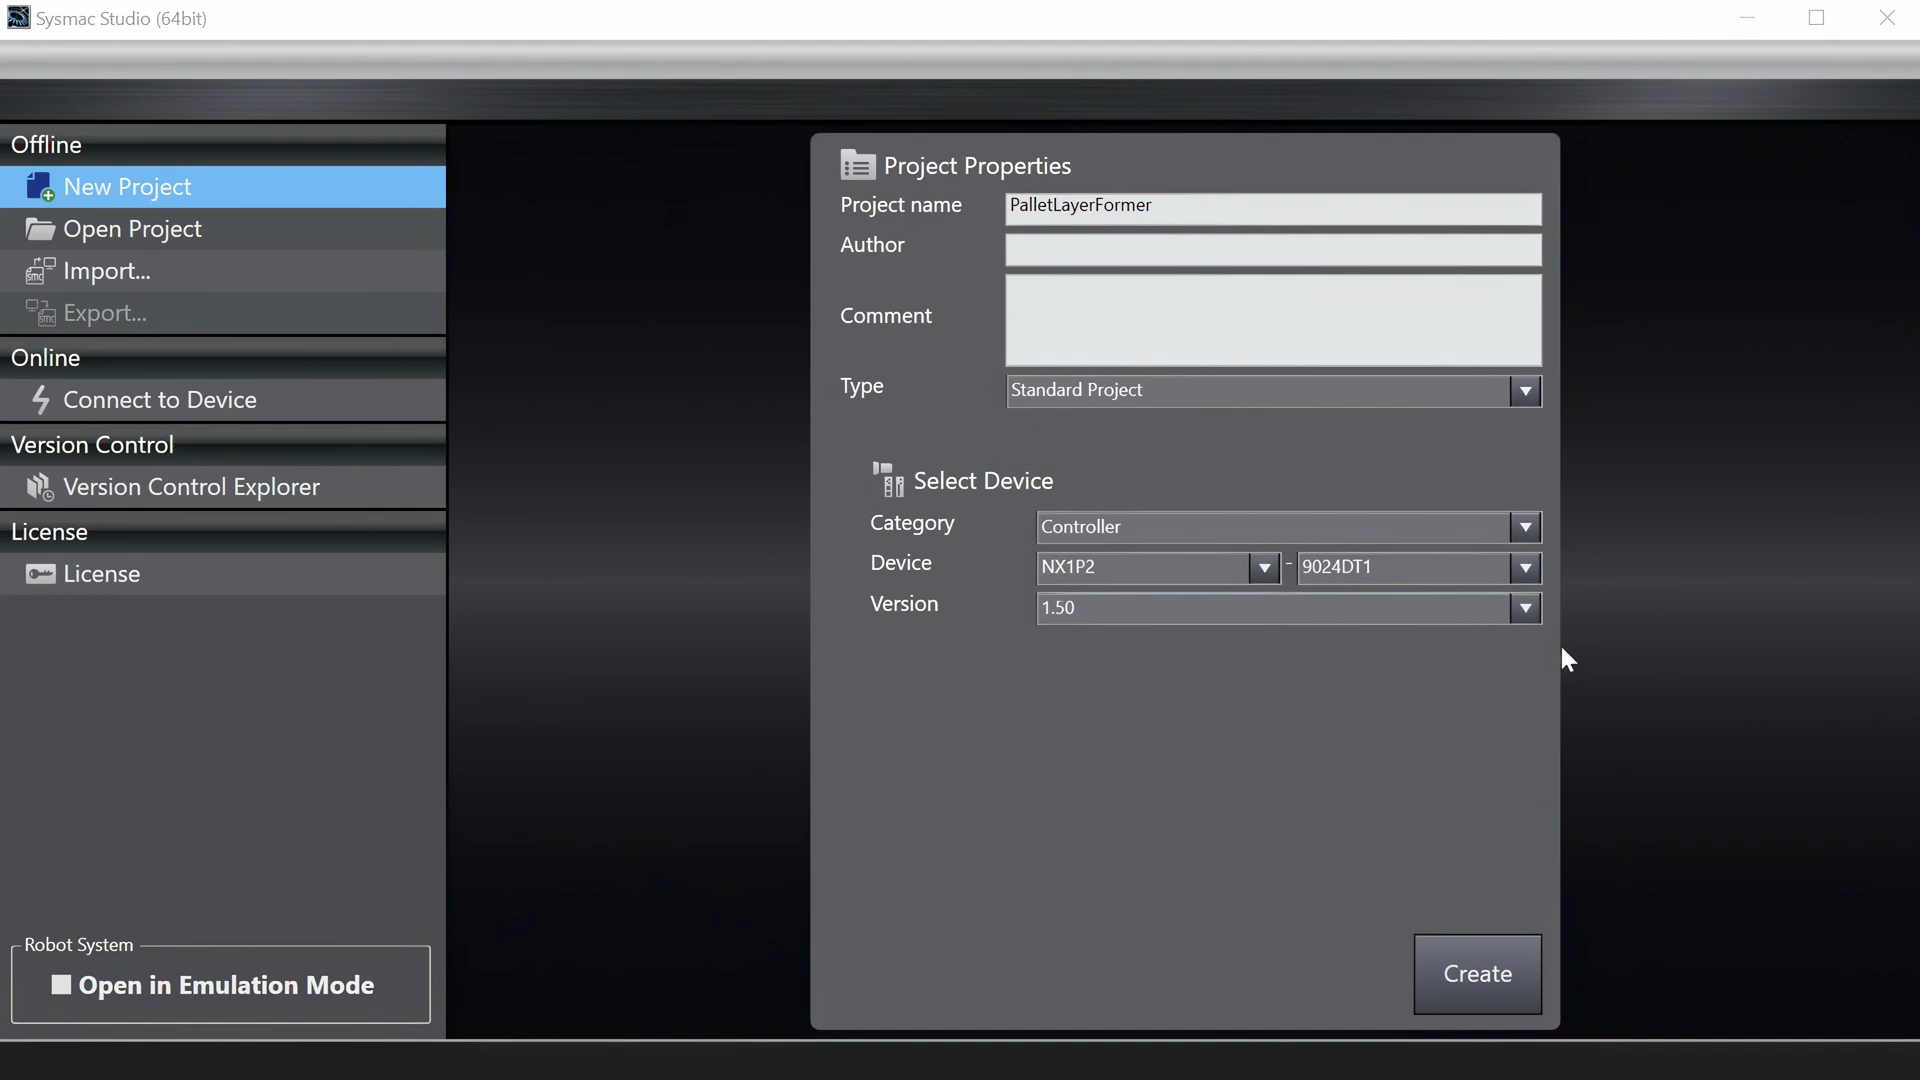 Sysmac Studio (64bit)
Offline
New Project
Open Project
Import...
Export...
Online
Connect to Device
Version Control
Version Control Explorer
License
License
Robot System
Open in Emulation Mode
Project Properties
Project name PalletLayerFormer
Author
Comment
Type Standard Project
Select Device
Category Controller
Device NX1P2 - 9024DT1
Version 1.50
Create